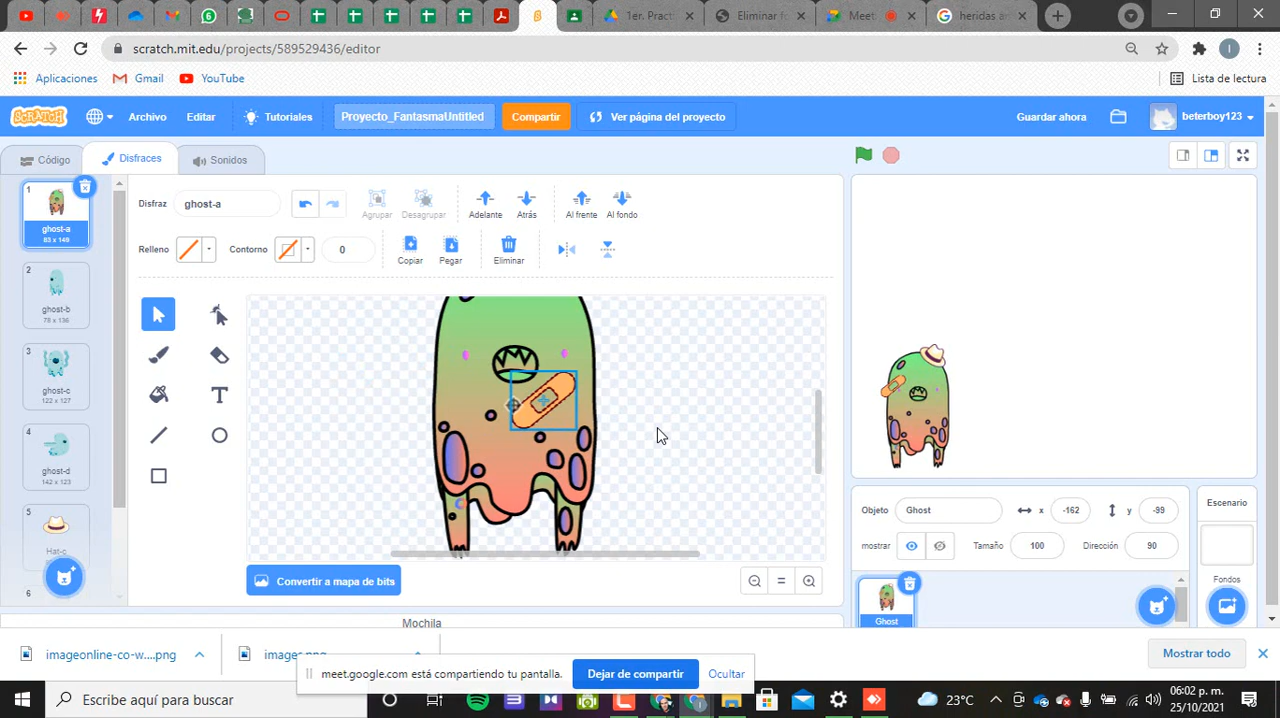 1er. Practi
Eliminar fo
Meet:
heridas an
scratch.mit.edu/projects/589529436/editor
Aplicaciones
Gmail
YouTube
Lista de lectura
SCRATCH
Archivo
Editar
Tutoriales
Proyecto_FantasmaUntitled
Compartir
Ver página del proyecto
Guardar ahora
beterboy123
Código
Disfraces
Sonidos
1
ghost-a
83 x 148
2
ghost-b
78 x 136
3
ghost-c
122 x 127
4
ghost-d
142 x 123
5
Hat-c
6
Disfraz
ghost-a
Agrupar
Desagrupar
Adelante
Atrás
Al frente
Al fondo
Relleno
Contorno
0
Copiar
Pegar
Eliminar
T
Convertir a mapa de bits
Objeto
Ghost
x
-162
y
-99
mostrar
Tamaño
100
Dirección
90
Ghost
Escenario
Fondos
Mochila
imageonline-co-w....png
Mostrar todo
meet.google.com está compartiendo tu pantalla.
Dejar de compartir
Ocultar
Escribe aquí para buscar
23°C
06:02 p. m.
25/10/2021